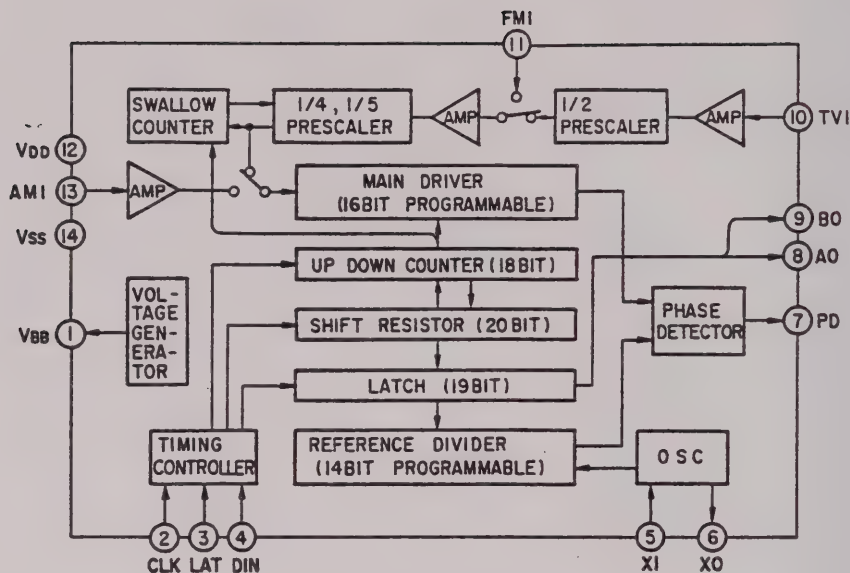 FMI
11
SWALLOW
COUNTER
1/4, 1/5
PRESCALER
AMP
1/2
PRESCALER
AMP
10 TVI
VDD 12
AMI 13
AMP
MAIN DRIVER
(16BIT PROGRAMMABLE)
9 BO
VSS 14
UP DOWN COUNTER (18BIT)
8 AO
VOL-
TAGE
GEN-
ERA-
TOR
VBB 1
SHIFT RESISTOR (20BIT)
PHASE
DETECTOR
7 PD
LATCH (19BIT)
TIMING
CONTROLLER
REFERENCE DIVIDER
(14BIT PROGRAMMABLE)
OSC
2 3 4 5 6
CLK LAT DIN XI XO